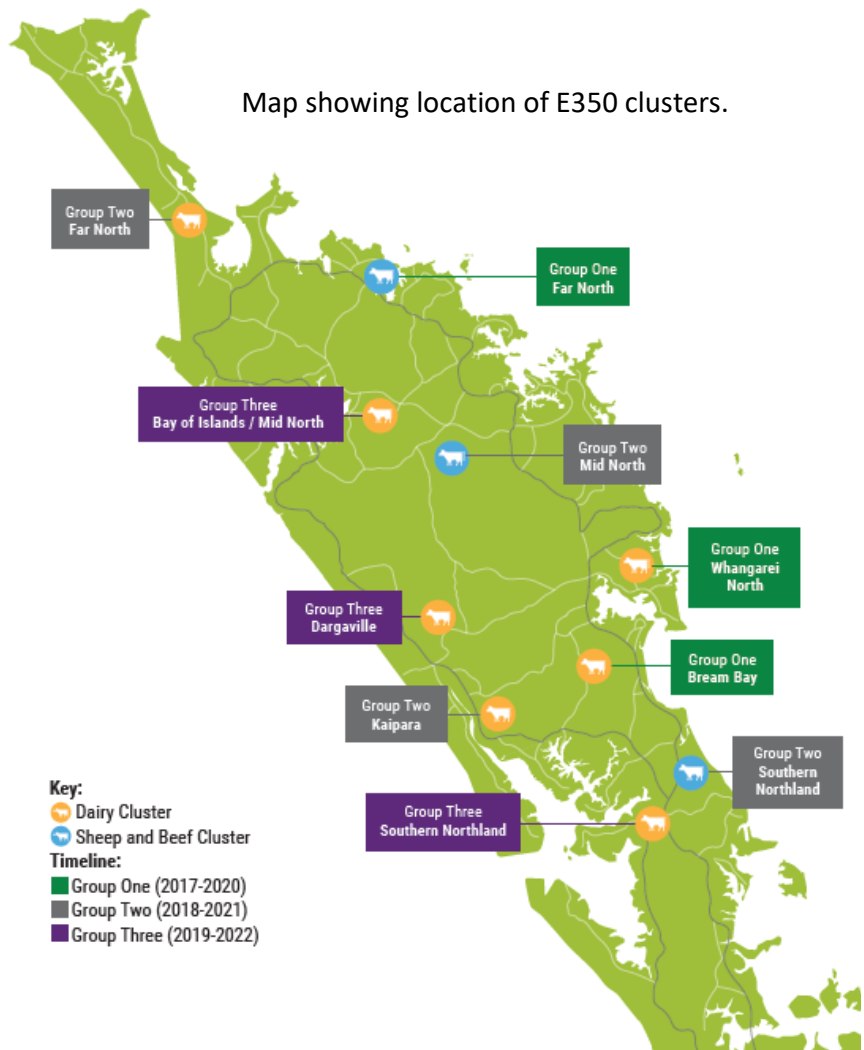 Map showing location of E350 clusters.
Group Two
Far North
Group One
Far North
Group Three
Bay of Islands / Mid North
Group Two
Mid North
Group One
Whangarei
North
Group Three
Dargaville
Group One
Bream Bay
Group Two
Kaipara
Group Two
Southern
Northland
Group Three
Southern Northland
Key:
Dairy Cluster
Sheep and Beef Cluster
Timeline:
Group One (2017-2020)
Group Two (2018-2021)
Group Three (2019-2022)